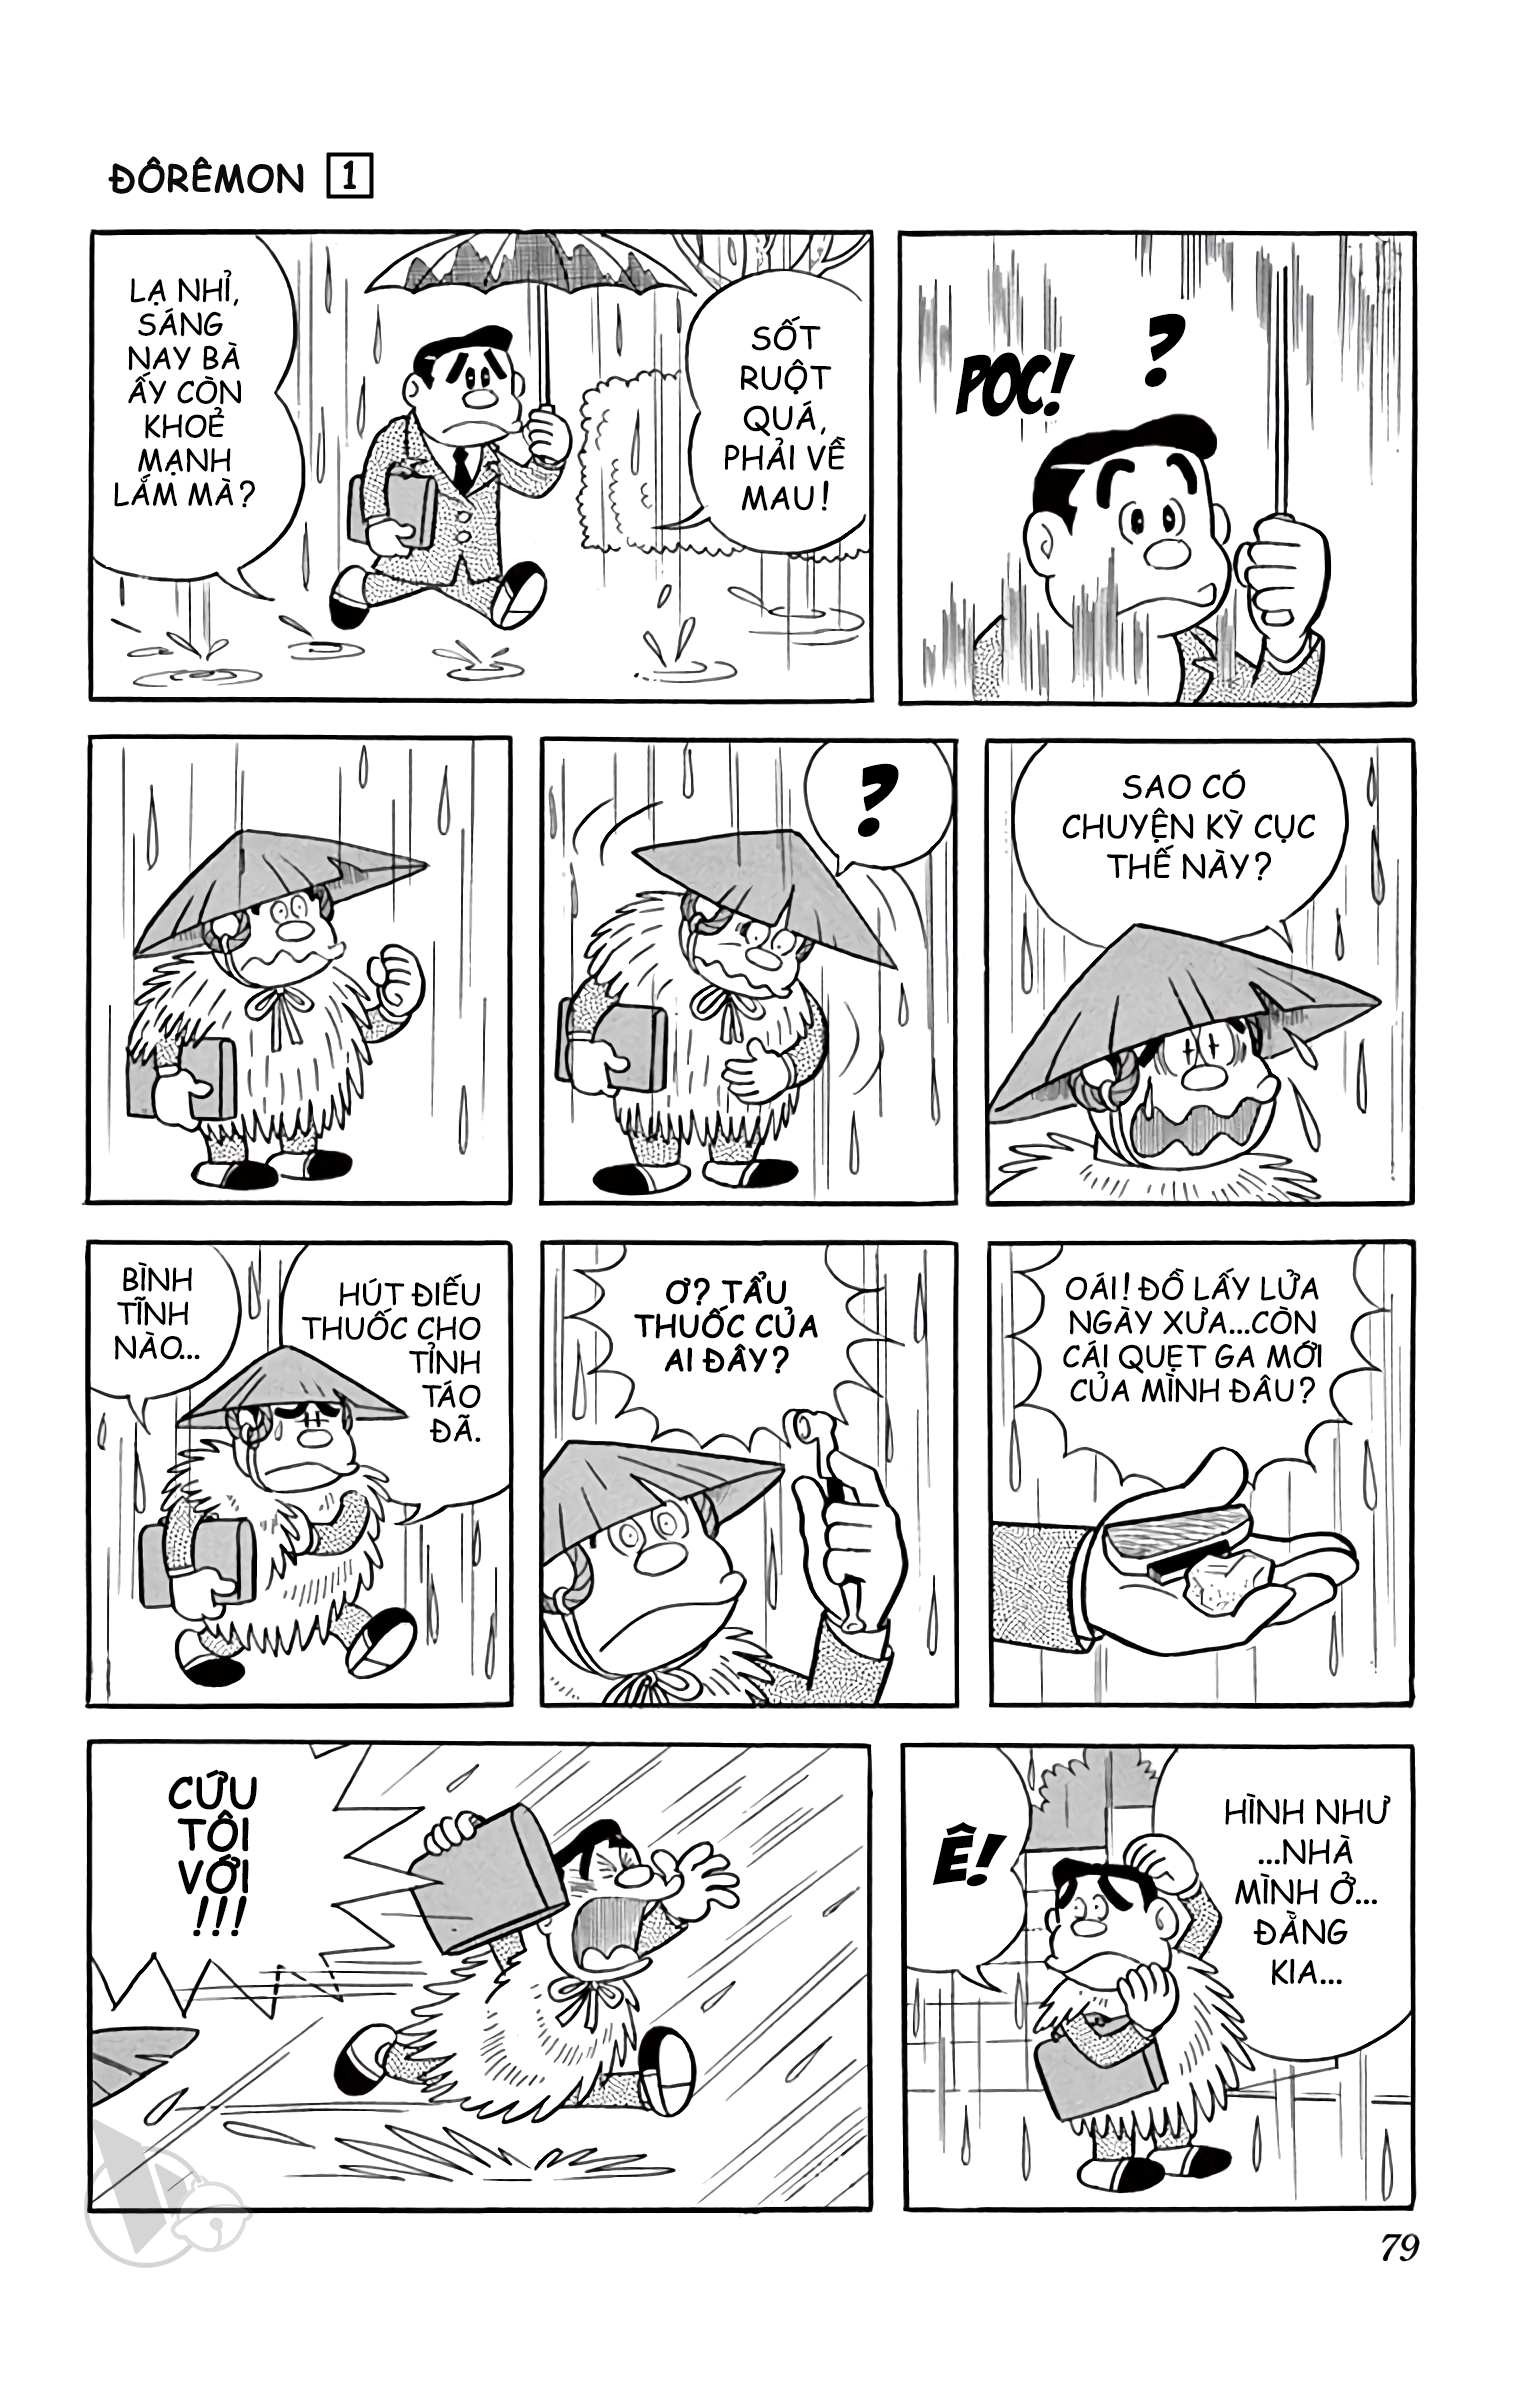 ĐÔRÊMON 1
LẠ NHỈ,
SÁNG
NAY BÀ
ẤY CÒN
KHOẺ
MẠNH
LẮM MÀ?
SỐT
RUỘT
QUÁ,
PHẢI VỀ
MAU!
POC!
?
?
SAO CÓ
CHUYỆN KỲ CỤC
THẾ NÀY?
BÌNH
TĨNH
NÀO...
HÚT ĐIẾU
THUỐC CHO
TỈNH
TÁO
ĐÃ.
Ơ? TẨU
THUỐC CỦA
AI ĐÂY?
OÁI! ĐỒ LẤY LỬA
NGÀY XƯA...CÒN
CÁI QUẸT GA MỚI
CỦA MÌNH ĐÂU?
CỨU
TÔI
VỚI
!!!
Ê!
HÌNH NHƯ
...NHÀ
MÌNH Ở...
ĐẰNG
KIA...
79